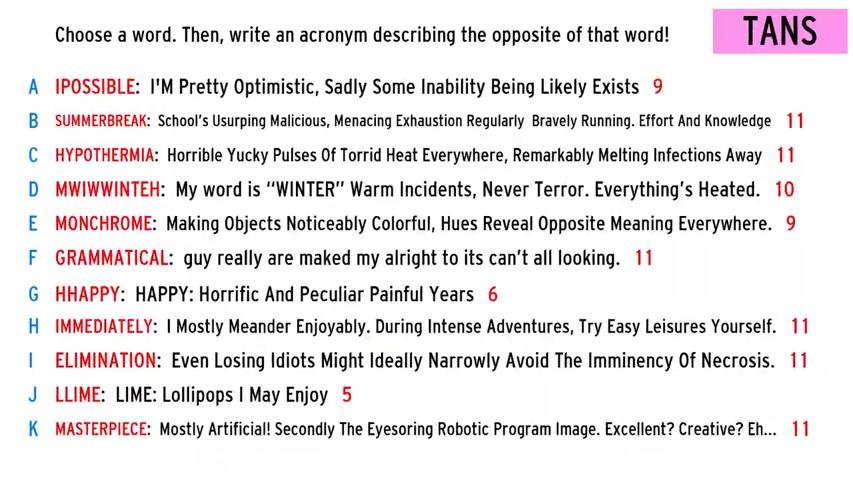 Choose a word. Then, write an acronym describing the opposite of that word!
TANS
A IPOSSIBLE: I'M Pretty Optimistic, Sadly Some Inability Being Likely Exists 9
B SUMMERBREAK: School's Usurping Malicious, Menacing Exhaustion Regularly Bravely Running. Effort And Knowledge 11
C HYPOTHERMIA: Horrible Yucky Pulses Of Torrid Heat Everywhere, Remarkably Melting Infections Away 11
D MWIWWINTEH: My word is “WINTER” Warm Incidents, Never Terror. Everything's Heated. 10
E MONCHROME: Making Objects Noticeably Colorful, Hues Reveal Opposite Meaning Everywhere. 9
F GRAMMATICAL: guy really are maked my alright to its can't all looking. 11
G HHAPPY: HAPPY: Horrific And Peculiar Painful Years 6
H IMMEDIATELY: I Mostly Meander Enjoyably. During Intense Adventures, Try Easy Leisures Yourself. 11
I ELIMINATION: Even Losing Idiots Might Ideally Narrowly Avoid The Imminency Of Necrosis. 11
J LLIME: LIME: Lollipops I May Enjoy 5
K MASTERPIECE: Mostly Artificial! Secondly The Eyesoring Robotic Program Image. Excellent? Creative? Eh... 11